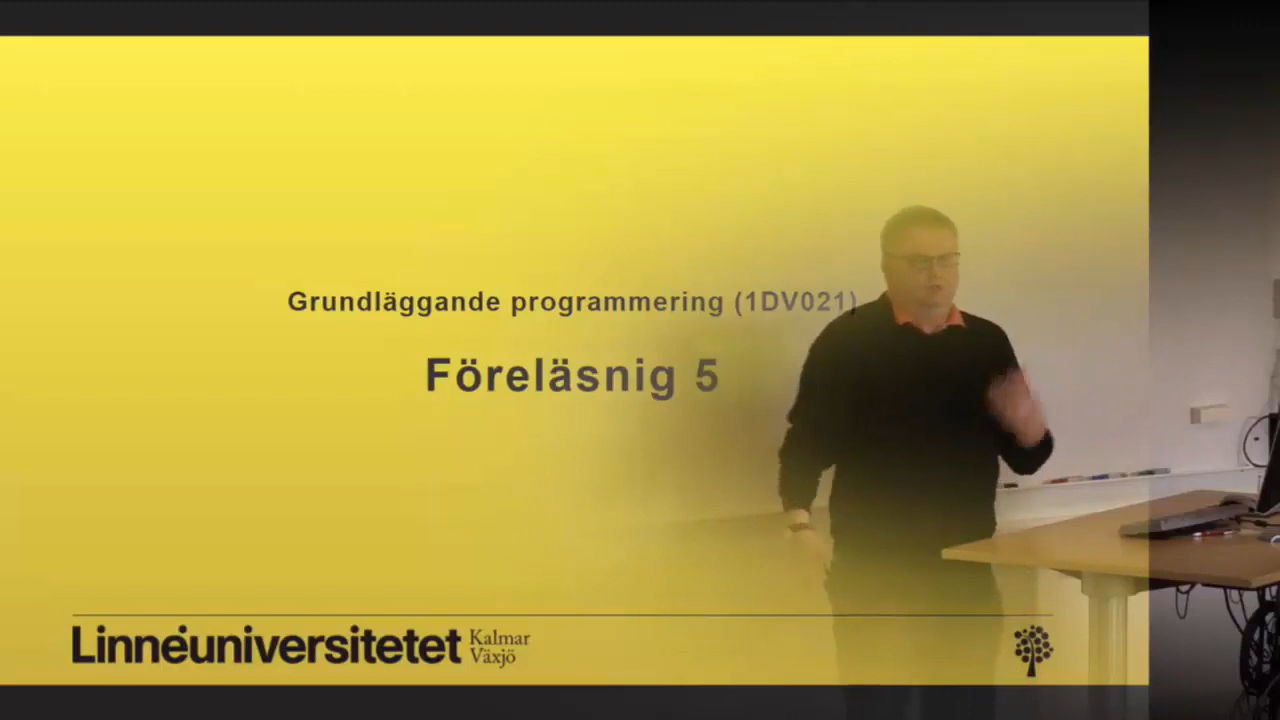 Grundläggande programmering (1DV021)
Föreläsnig 5
Linnéuniversitetet
Kalmar
Växjö